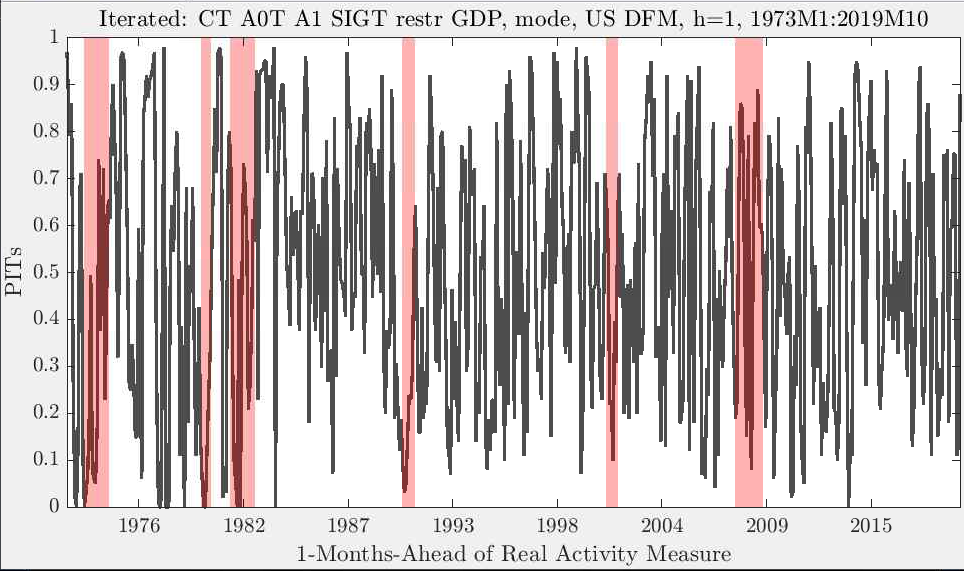 Iterated: CT A0T A1 SIGT restr GDP, mode, US DFM, h=1, 1973M1:2019M10
1
0.9
0.8
0.7
0.6
0.5
0.4
0.3
0.2
0.1
0
PITs
1976 1982 1987 1993 1998 2004 2009 2015
1-Months-Ahead of Real Activity Measure